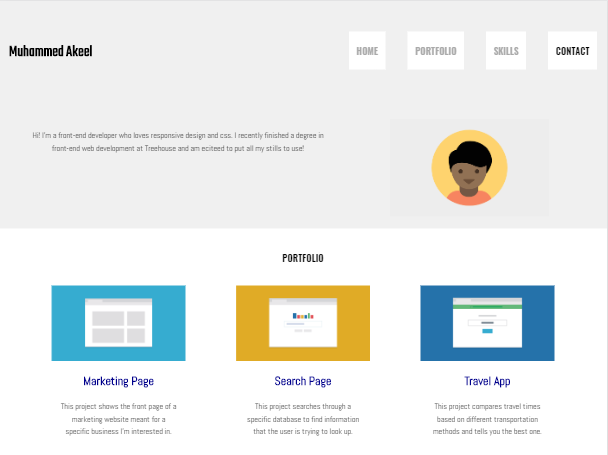 Muhammed Akeel
HOME PORTFOLIO SKILLS CONTACT
Hi! I'm a front-end developer who loves responsive design and css. I recently finished a degree in
front-end web development at Treehouse and am eciteed to put all my skills to use!
PORTFOLIO
Marketing Page
This project shows the front page of a
marketing website meant for a
specific business I'm interested in.
Search Page
This project searches through a
specific database to find information
that the user is trying to look up.
Travel App
This project compares travel times
based on different transportation
methods and tells you the best one.